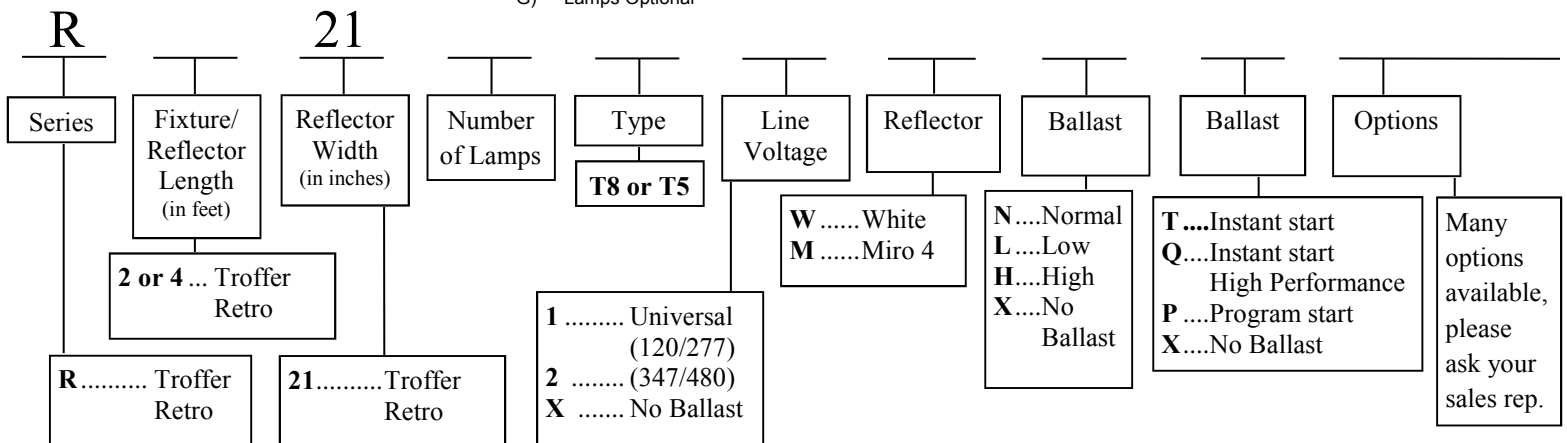 G) Lamps Optional
R 21
Series
Fixture/
Reflector
Length
(in feet)
Reflector
Width
(in inches)
Number
of Lamps
Type
Line
Voltage
Reflector
Ballast
Ballast
Options
T8 or T5
2 or 4 ... Troffer
Retro
R.......... Troffer
Retro
21..........Troffer
Retro
1 ......... Universal
(120/277)
2 ........ (347/480)
X ....... No Ballast
W ......White
M ......Miro 4
N....Normal
L....Low
H....High
X....No
Ballast
T....Instant start
Q....Instant start
High Performance
P ....Program start
X....No Ballast
Many
options
available,
please
ask your
sales rep.